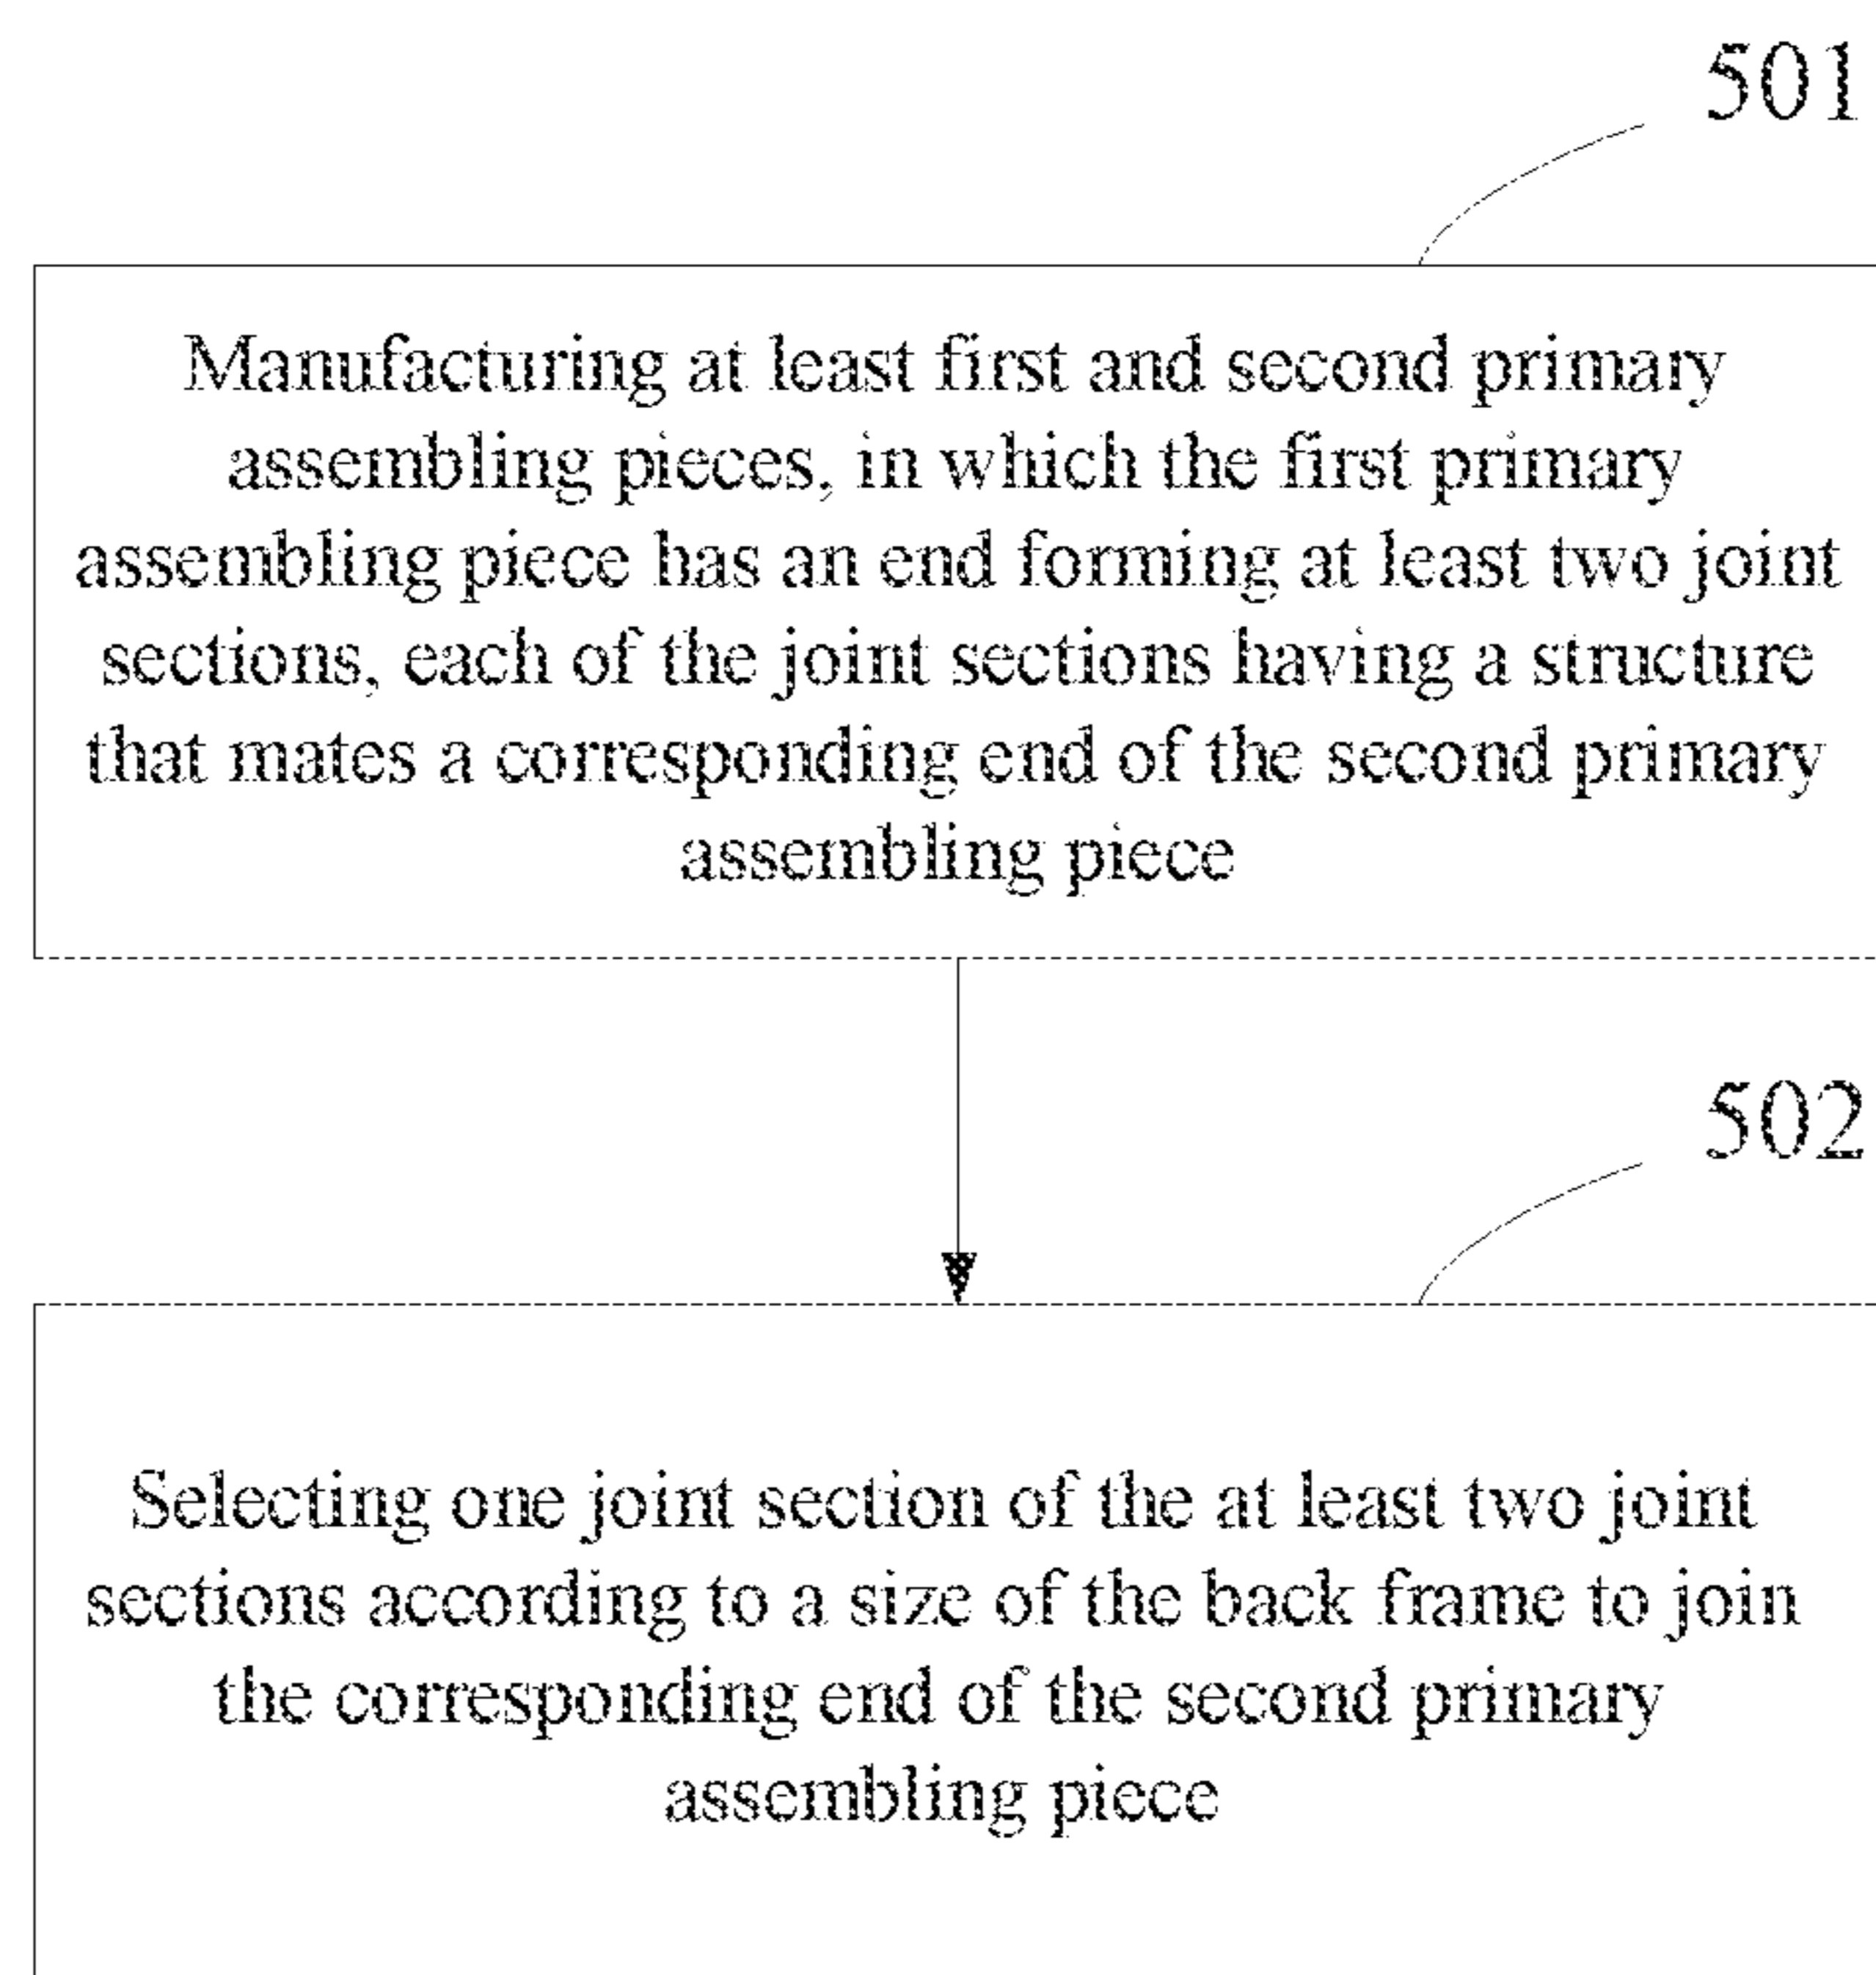 501
Manufacturing at least first and second primary
assembling pieces, in which the first primary
assembling piece has an end forming at least two joint
sections, each of the joint sections having a structure
that mates a corresponding end of the second primary
assembling piece
502
Selecting one joint section of the at least two joint
sections according to a size of the back frame to join
the corresponding end of the second primary
assembling piece